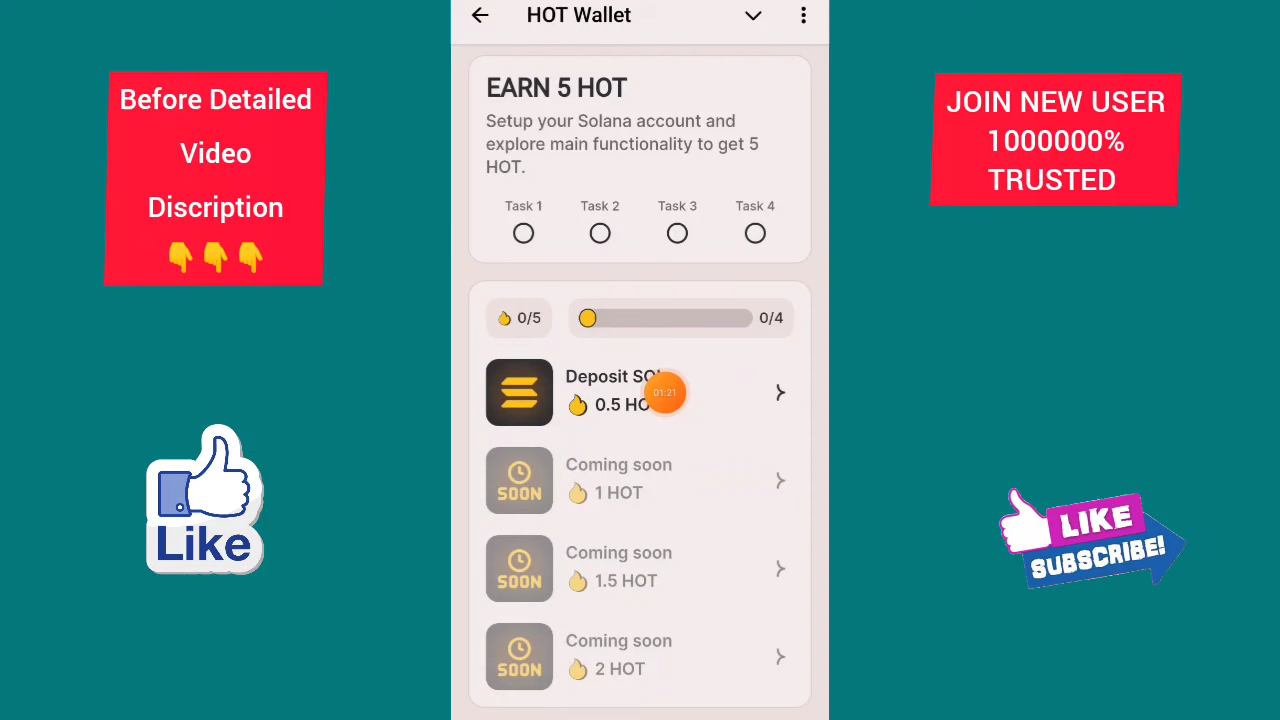 HOT Wallet
Before Detailed
Video
Discription
👇👇👇
JOIN NEW USER
1000000%
TRUSTED
EARN 5 HOT
Setup your Solana account and
explore main functionality to get 5
HOT.
Task 1 Task 2 Task 3 Task 4
0/5 0/4
Deposit
0.5
01:21
SOON
Coming soon
1 HOT
SOON
Coming soon
1.5 HOT
SOON
Coming soon
2 HOT
Like
LIKE
SUBSCRIBE!